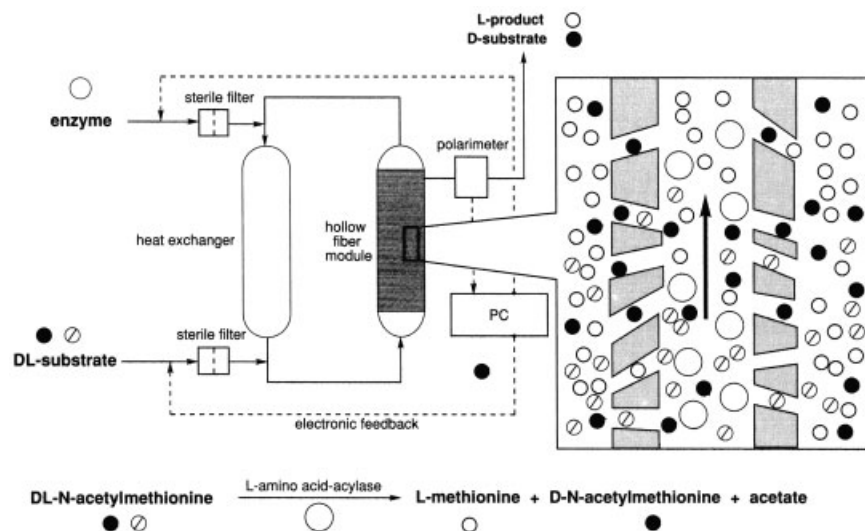 L-product
D-substrate
enzyme
sterile filter
polarimeter
heat exchanger
hollow
fiber
module
PC
DL-substrate
sterile filter
electronic feedback
DL-N-acetylmethionine
L-amino acid-acylase
L-methionine + D-N-acetylmethionine + acetate